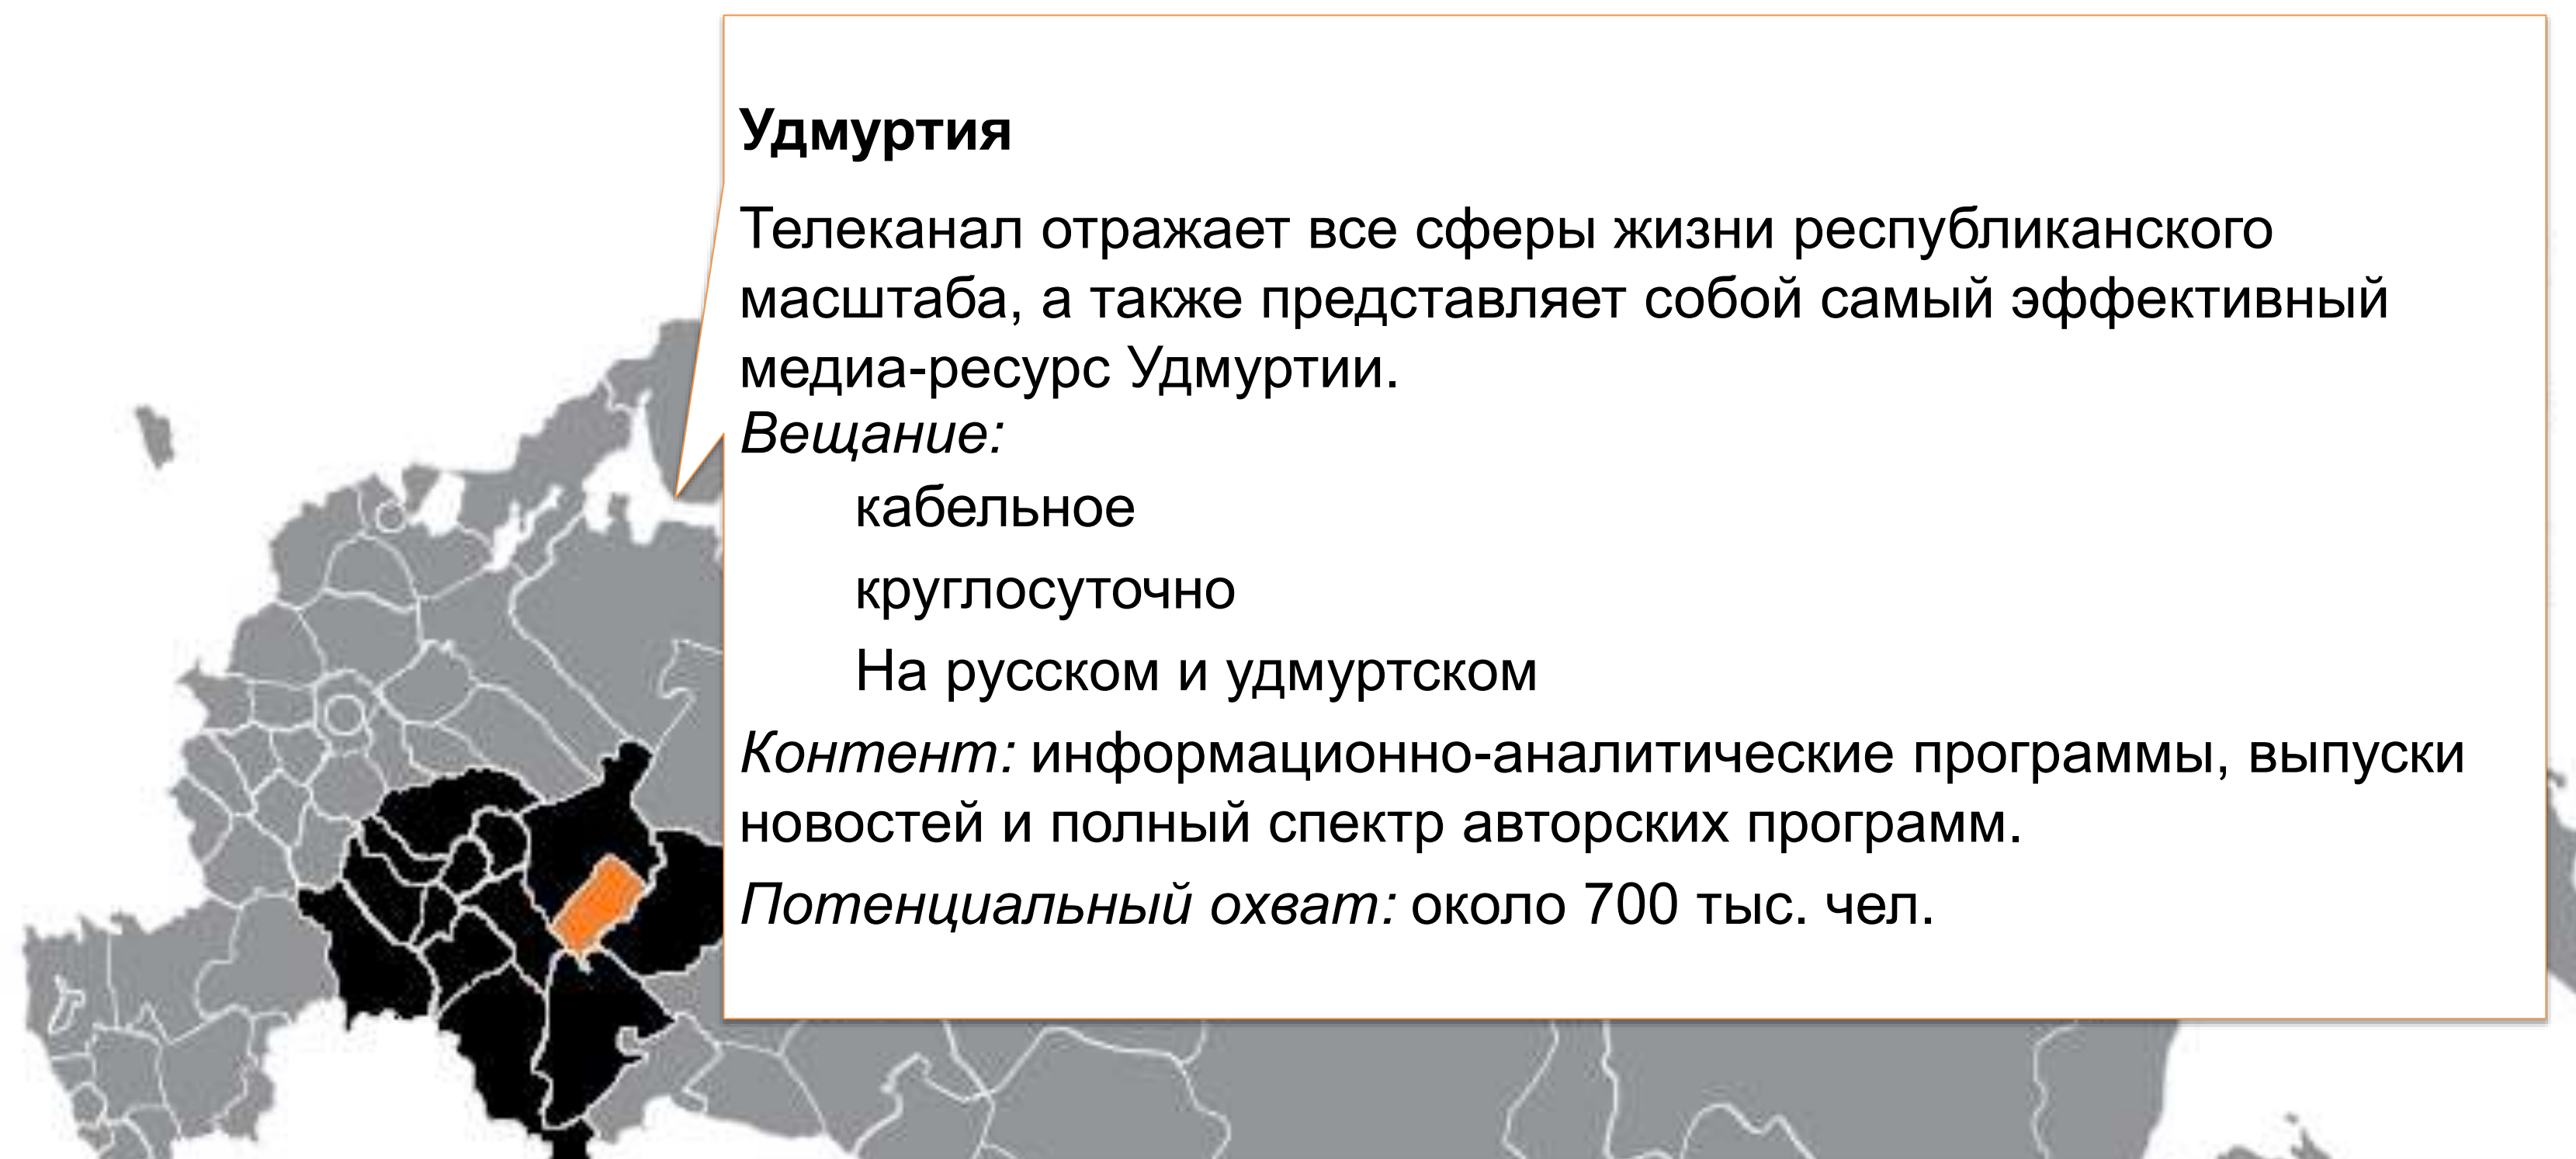 Удмуртия
Телеканал отражает все сферы жизни республиканского
масштаба, а также представляет собой самый эффективный
медиа-ресурс Удмуртии.
Вещание:
кабельное
круглосуточно
На русском и удмуртском
Контент: информационно-аналитические программы, выпуски
новостей и полный спектр авторских программ.
Потенциальный охват: около 700 тыс. чел.